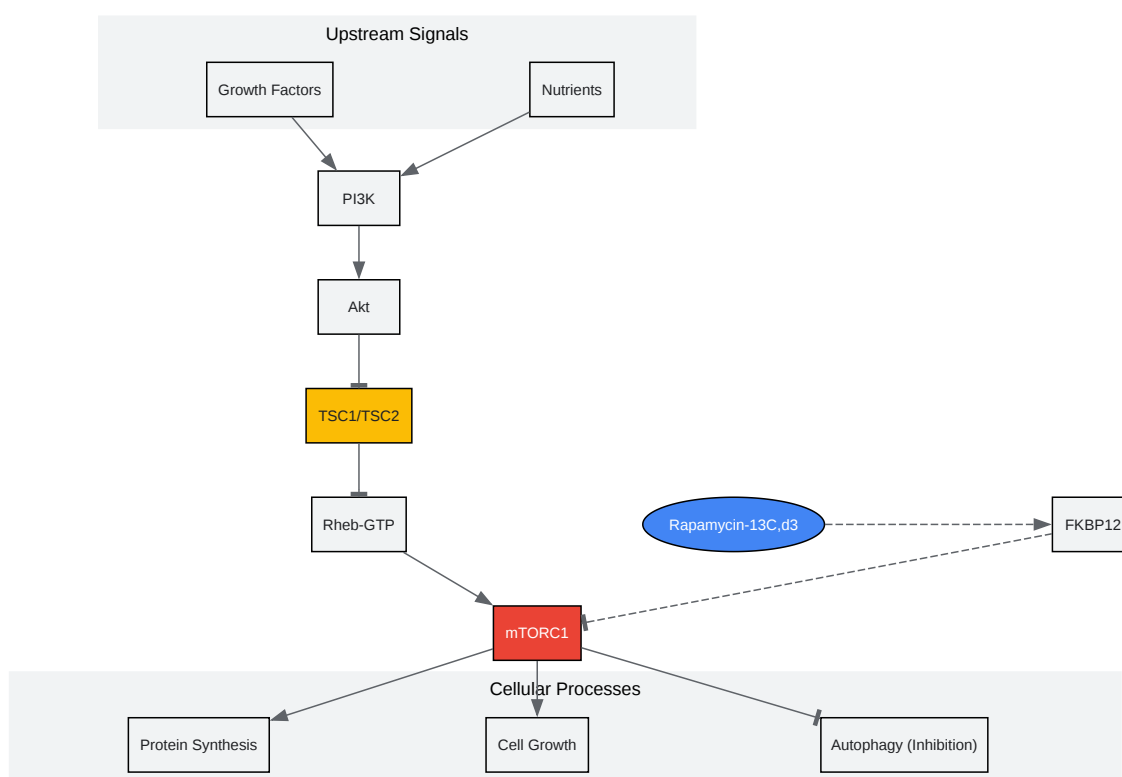 Upstream Signals
Growth Factors
Nutrients
PI3K
Akt
TSC1/TSC2
Rheb-GTP
Rapamycin-13C,d3
FKBP12
mTORC1
Cellular Processes
Protein Synthesis
Cell Growth
Autophagy (Inhibition)